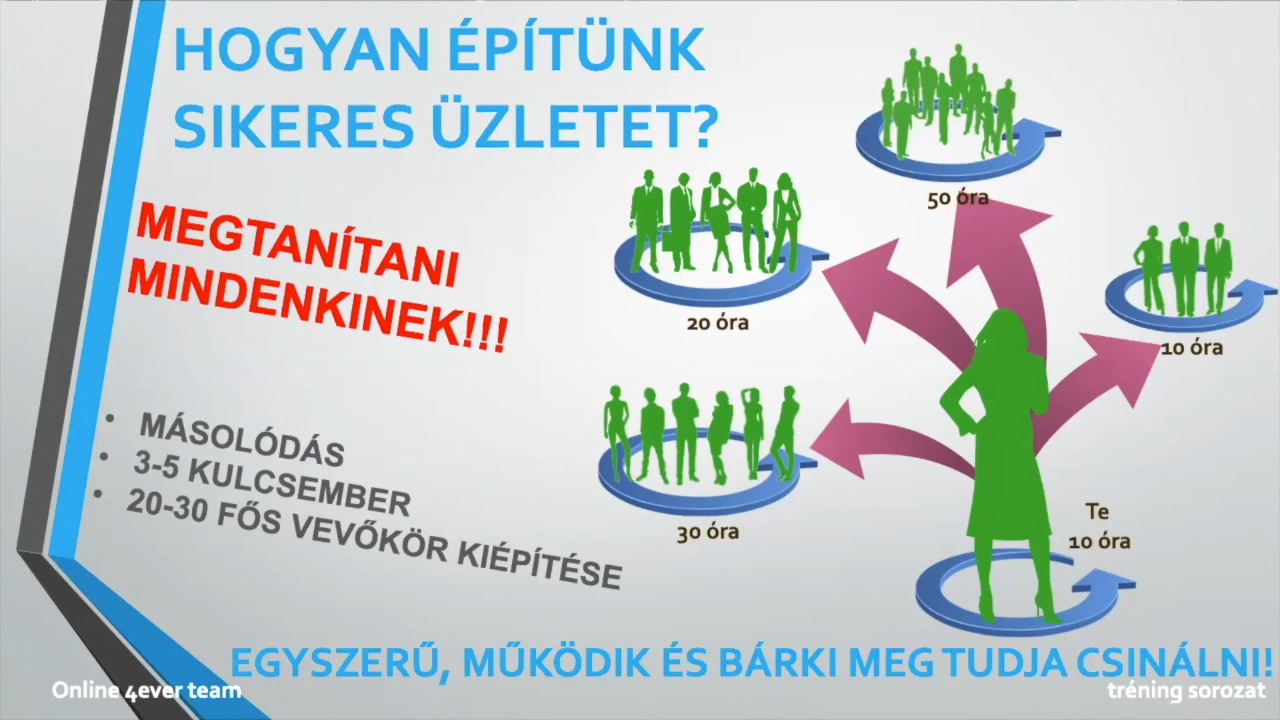 HOGYAN ÉPÍTÜNK
SIKERES ÜZLETET?
MEGTANÍTANI
MINDENKINEK!!!
• MÁSOLÓDÁS
• 3-5 KULCSEMBER
• 20-30 FŐS VEVŐKÖR KIÉPÍTÉSE
50 óra
20 óra
10 óra
30 óra
Te
10 óra
EGYSZERŰ, MŰKÖDIK ÉS BÁRKI MEG TUDJA CSINÁLNI!
Online 4ever team
tréning sorozat